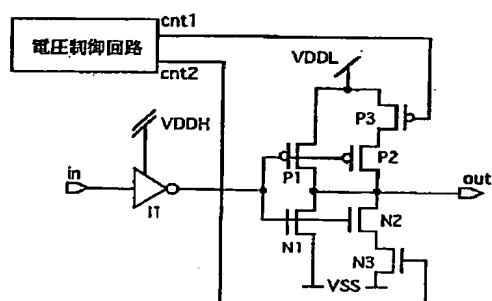 cnt1
電圧制御回路
cnt2
VDDL
VDDH
P3
in
P1
P2
out
I1
N1
N2
N3
VSS